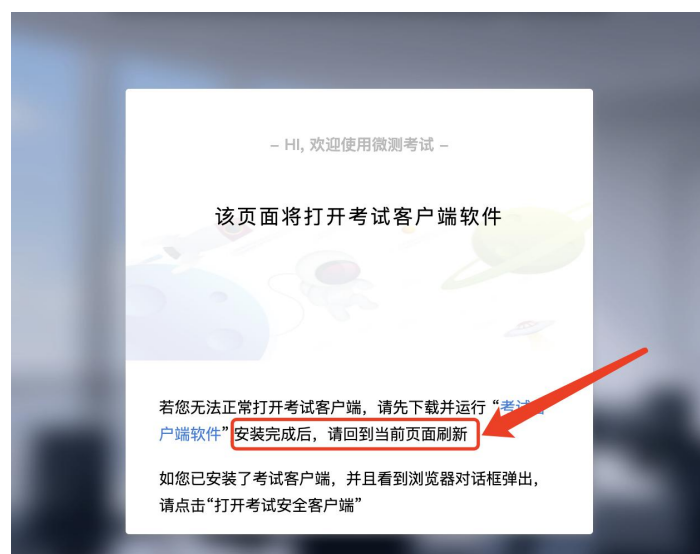 – HI, 欢迎使用微测考试 –
该页面将打开考试客户端软件
若您无法正常打开考试客户端，请先下载并运行 “考试客
户端软件” 安装完成后，请回到当前页面刷新
如您已安装了考试客户端，并且看到浏览器对话框弹出，
请点击“打开考试安全客户端”